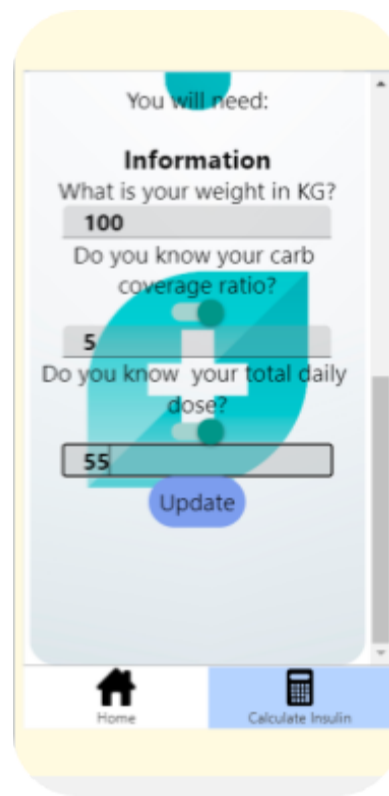 You will need:
Information
What is your weight in KG?
100
Do you know your carb
coverage ratio?
5
Do you know your total daily
dose?
55
Update
Home
Calculate Insulin